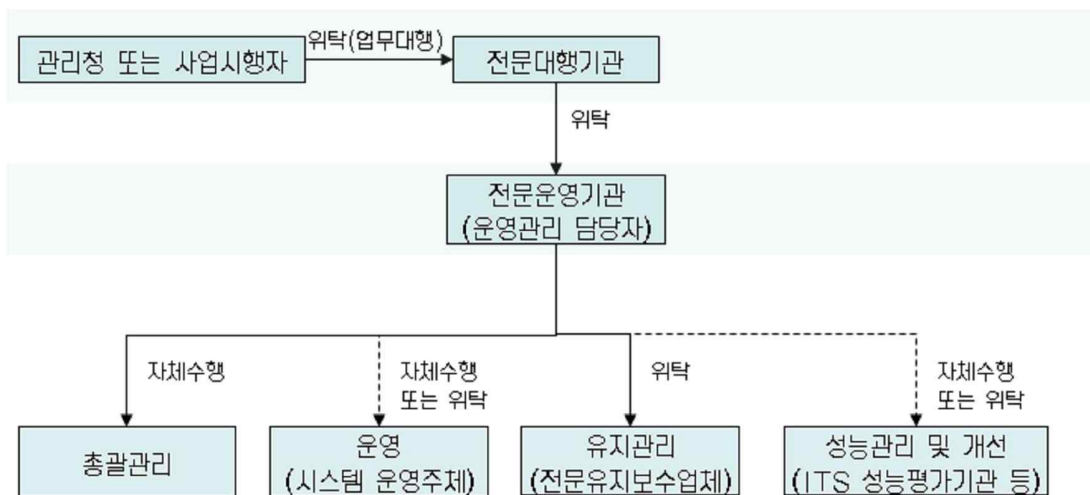 위탁(업무대행)
관리청 또는 사업시행자
전문대행기관
위탁
전문운영기관
(운영관리 담당자)
자체수행
자체수행
또는 위탁
위탁
자체수행
또는 위탁
총괄관리
운영
(시스템 운영주체)
유지관리
(전문유지보수업체)
성능관리 및 개선
(ITS 성능평가기관 등)